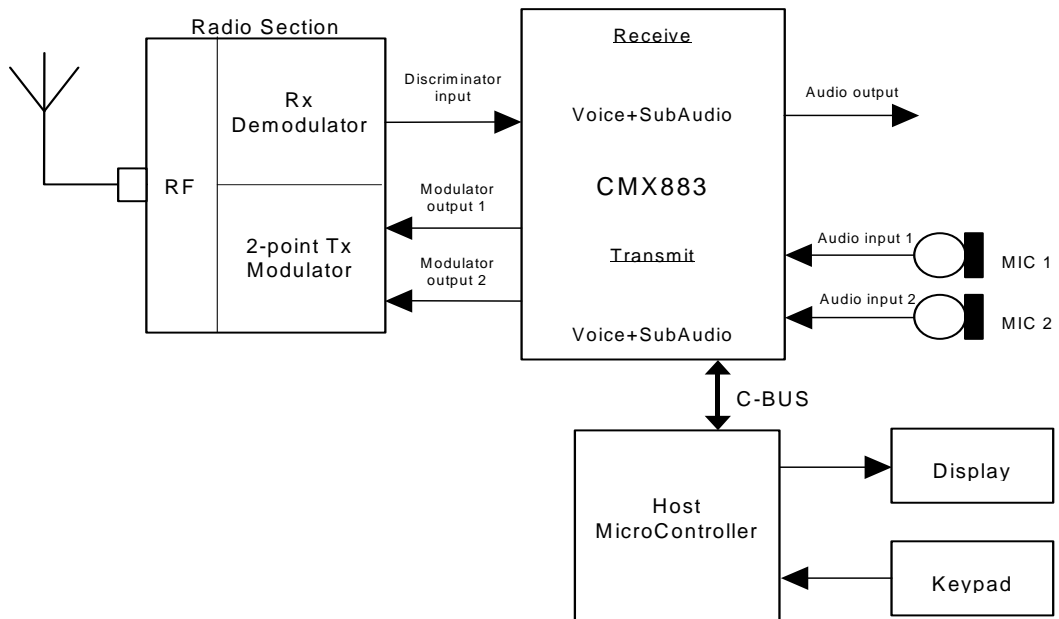 Radio Section
Receive
Discriminator
input
Audio output
Rx
Demodulator
Voice+SubAudio
RF
CMX883
Modulator
output 1
2-point Tx
Modulator
Transmit
Audio input 1
MIC 1
Modulator
output 2
Audio input 2
MIC 2
Voice+SubAudio
C-BUS
Display
Host
MicroController
Keypad